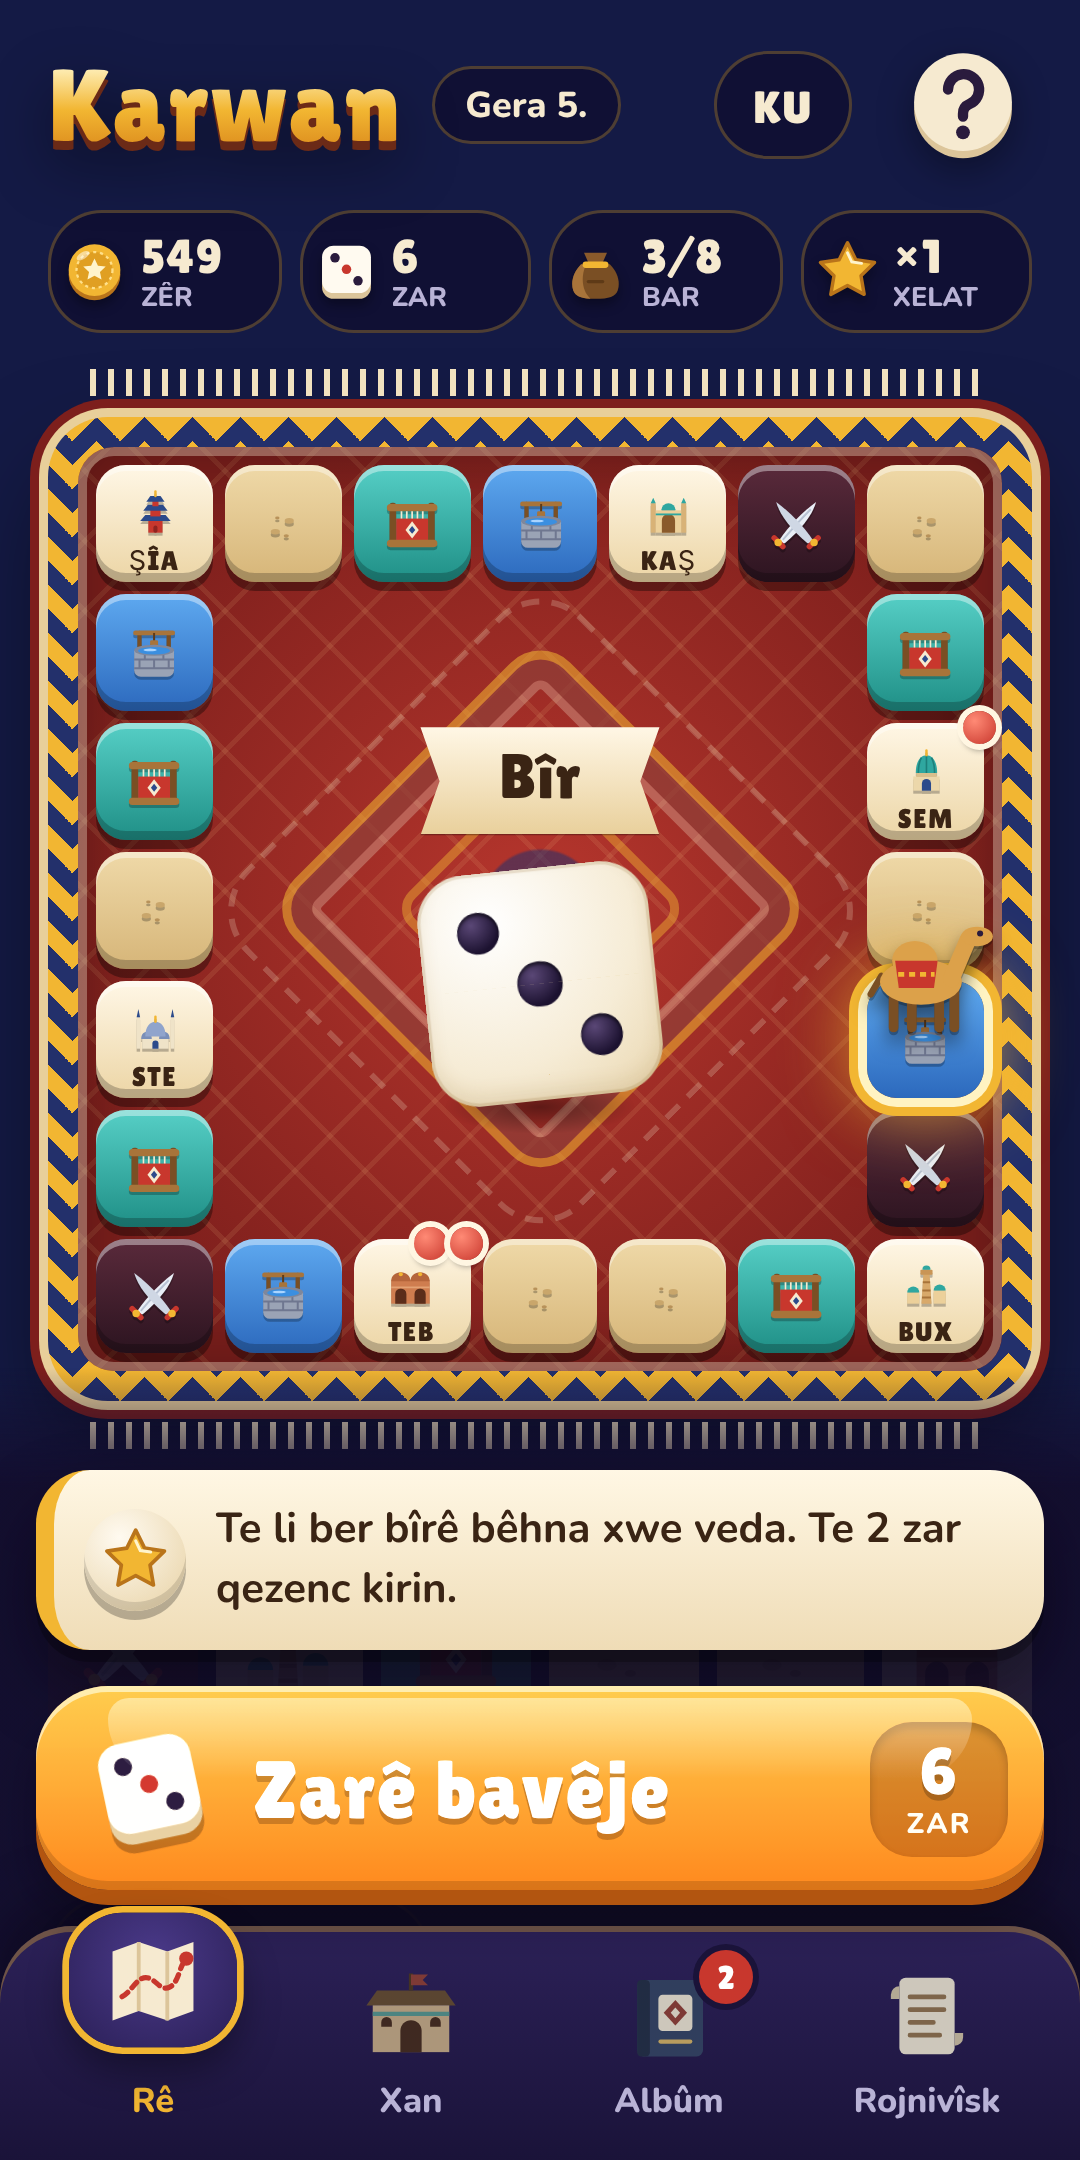 Karwan
Gera 5.
KU
?
549
ZÊR
6
ZAR
3/8
BAR
×1
XELAT
ŞÎA
KAŞ
SEM
Bîr
STE
TEB
BUX
Te li ber bîrê bêhna xwe veda. Te 2 zar
qezenc kirin.
Zarê bavêje
6
ZAR
2
Rê
Xan
Albûm
Rojnivîsk